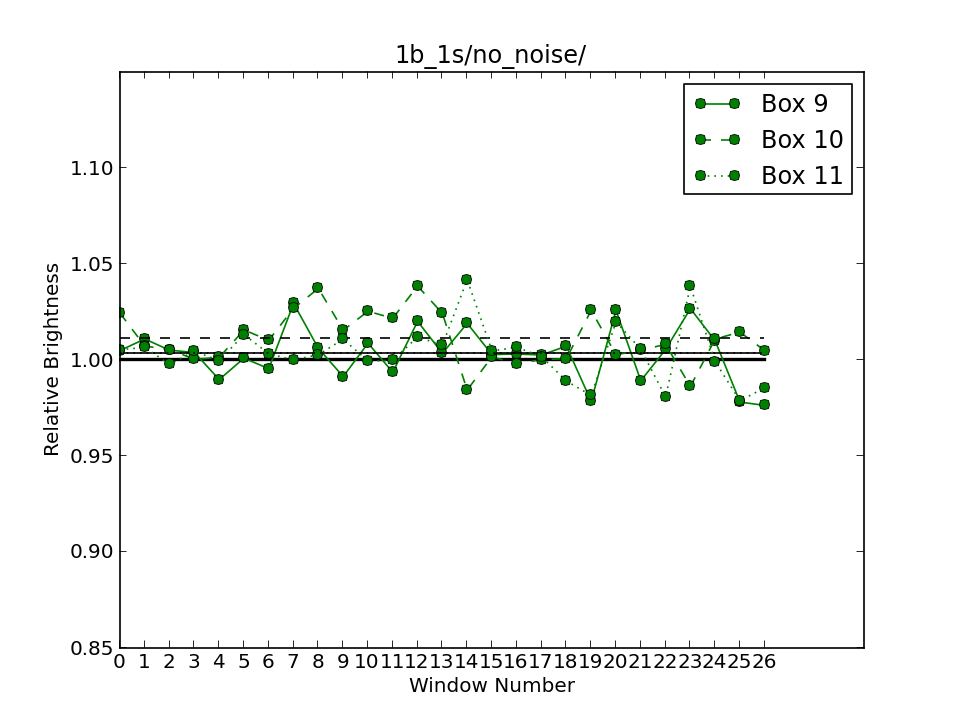 1b_1s/no_noise/
Box 9
Box 10
Box 11
1.10
1.05
1.00
0.95
0.90
0.85
Relative Brightness
0 1 2 3 4 5 6 7 8 9 10 11 12 13 14 15 16 17 18 19 20 21 22 23 24 25 26
Window Number